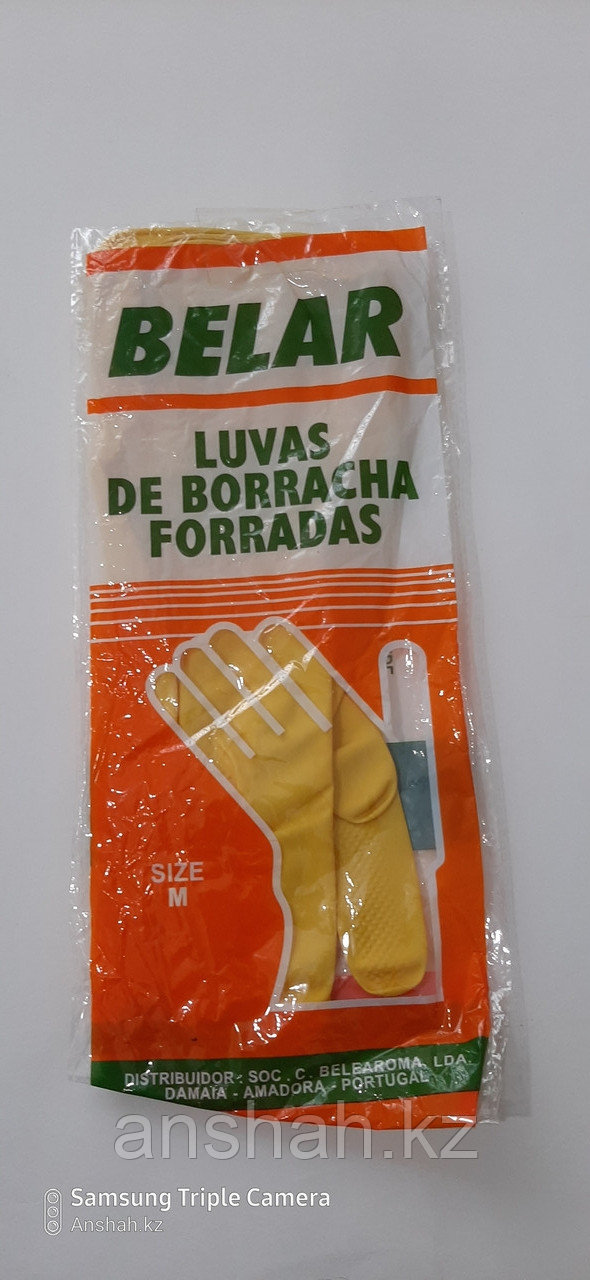 BELAR
LUVAS
DE BORRACHA
FORRADAS
SIZE
M
DISTRIBUIDOR - SOC . C . BELEAROMA, LDA
DAMAIA - AMADORA - PORTUGAL
anshah.kz
Samsung Triple Camera
Anshah.kz